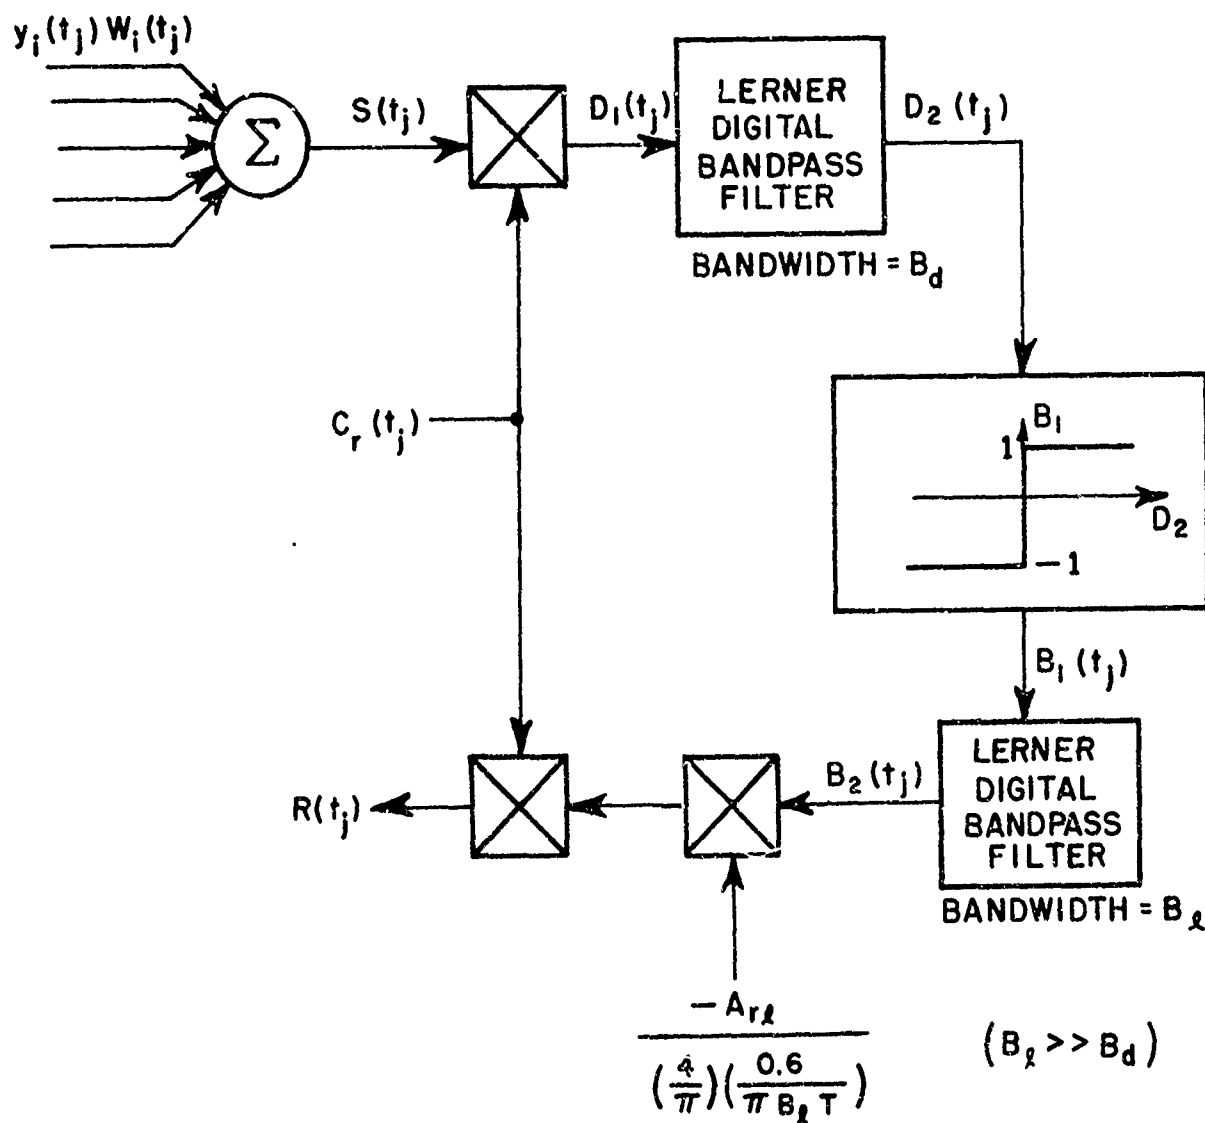 y_i(t_j) W_i(t_j)
Σ
S(t_j)
D_1(t_j)
LERNER
DIGITAL
BANDPASS
FILTER
D_2(t_j)
BANDWIDTH = B_d
C_r(t_j)
B_1
1
D_2
-1
B_1(t_j)
LERNER
DIGITAL
BANDPASS
FILTER
B_2(t_j)
R(t_j)
BANDWIDTH = B_ℓ
-A_rℓ
(4/π)(0.6/π B_ℓ T)
(B_ℓ >> B_d)